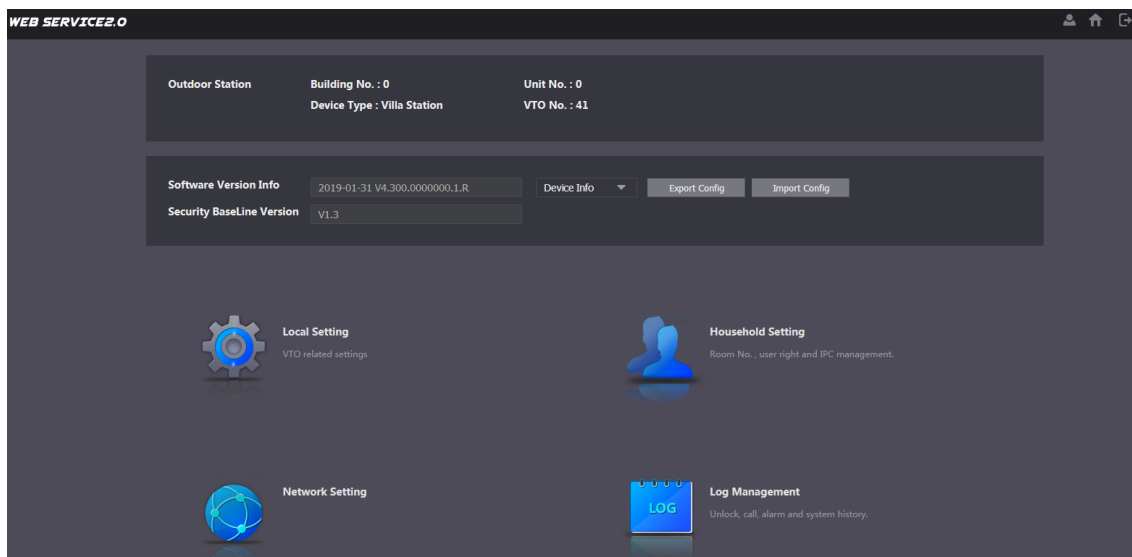 WEB SERVICE2.0
Outdoor Station Building No. : 0 Unit No. : 0
Device Type : Villa Station VTO No. : 41
Software Version Info 2019-01-31 V4.300.0000000.1.R Device Info Export Config Import Config
Security BaseLine Version V1.3
Local Setting
VTO related settings
Household Setting
Room No. , user right and IPC management.
Network Setting
LOG
Log Management
Unlock, call, alarm and system history.